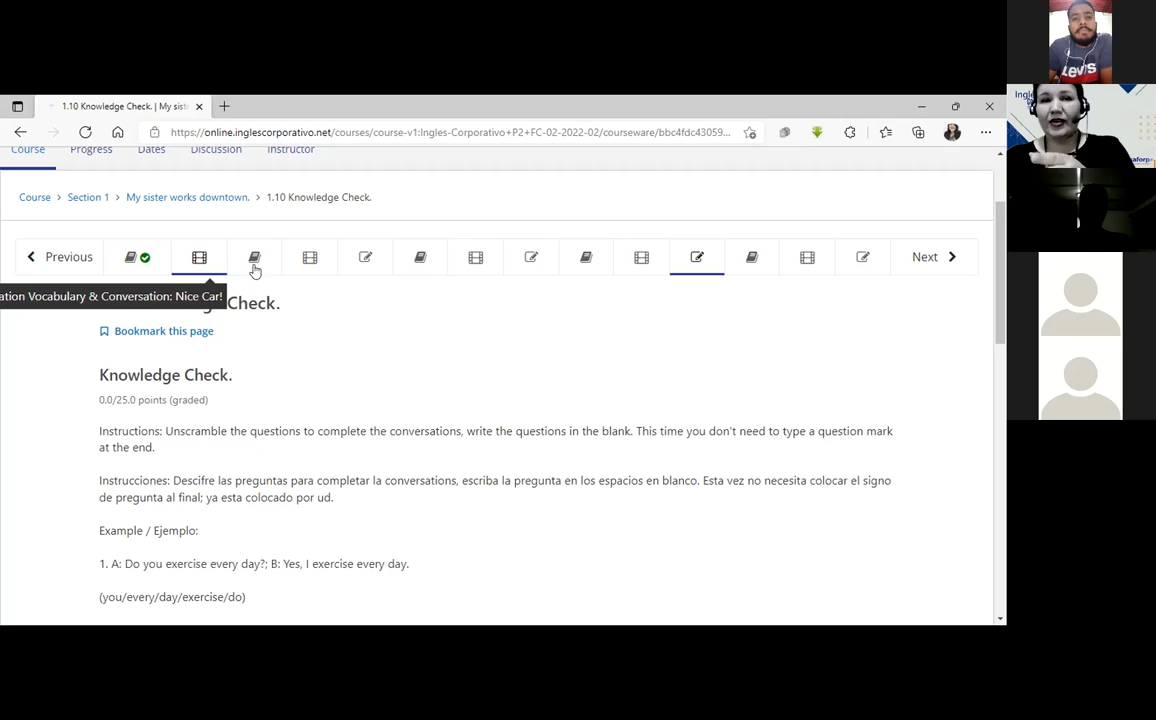 1.10 Knowledge Check. | My siste
https://online.inglescorporativo.net/courses/course-v1:Ingles-Corporativo+P2+FC-02-2022-02/courseware/bbc4fdc43059...
Course Progress Dates Discussion Instructor
Course > Section 1 > My sister works downtown. > 1.10 Knowledge Check.
Previous
Next
ation Vocabulary & Conversation: Nice Car!
Check.
Bookmark this page
Knowledge Check.
0.0/25.0 points (graded)
Instructions: Unscramble the questions to complete the conversations, write the questions in the blank. This time you don't need to type a question mark
at the end.
Instrucciones: Descifre las preguntas para completar la conversations, escriba la pregunta en los espacios en blanco. Esta vez no necesita colocar el signo
de pregunta al final; ya esta colocado por ud.
Example / Ejemplo:
1. A: Do you exercise every day?; B: Yes, I exercise every day.
(you/every/day/exercise/do)
Levi's